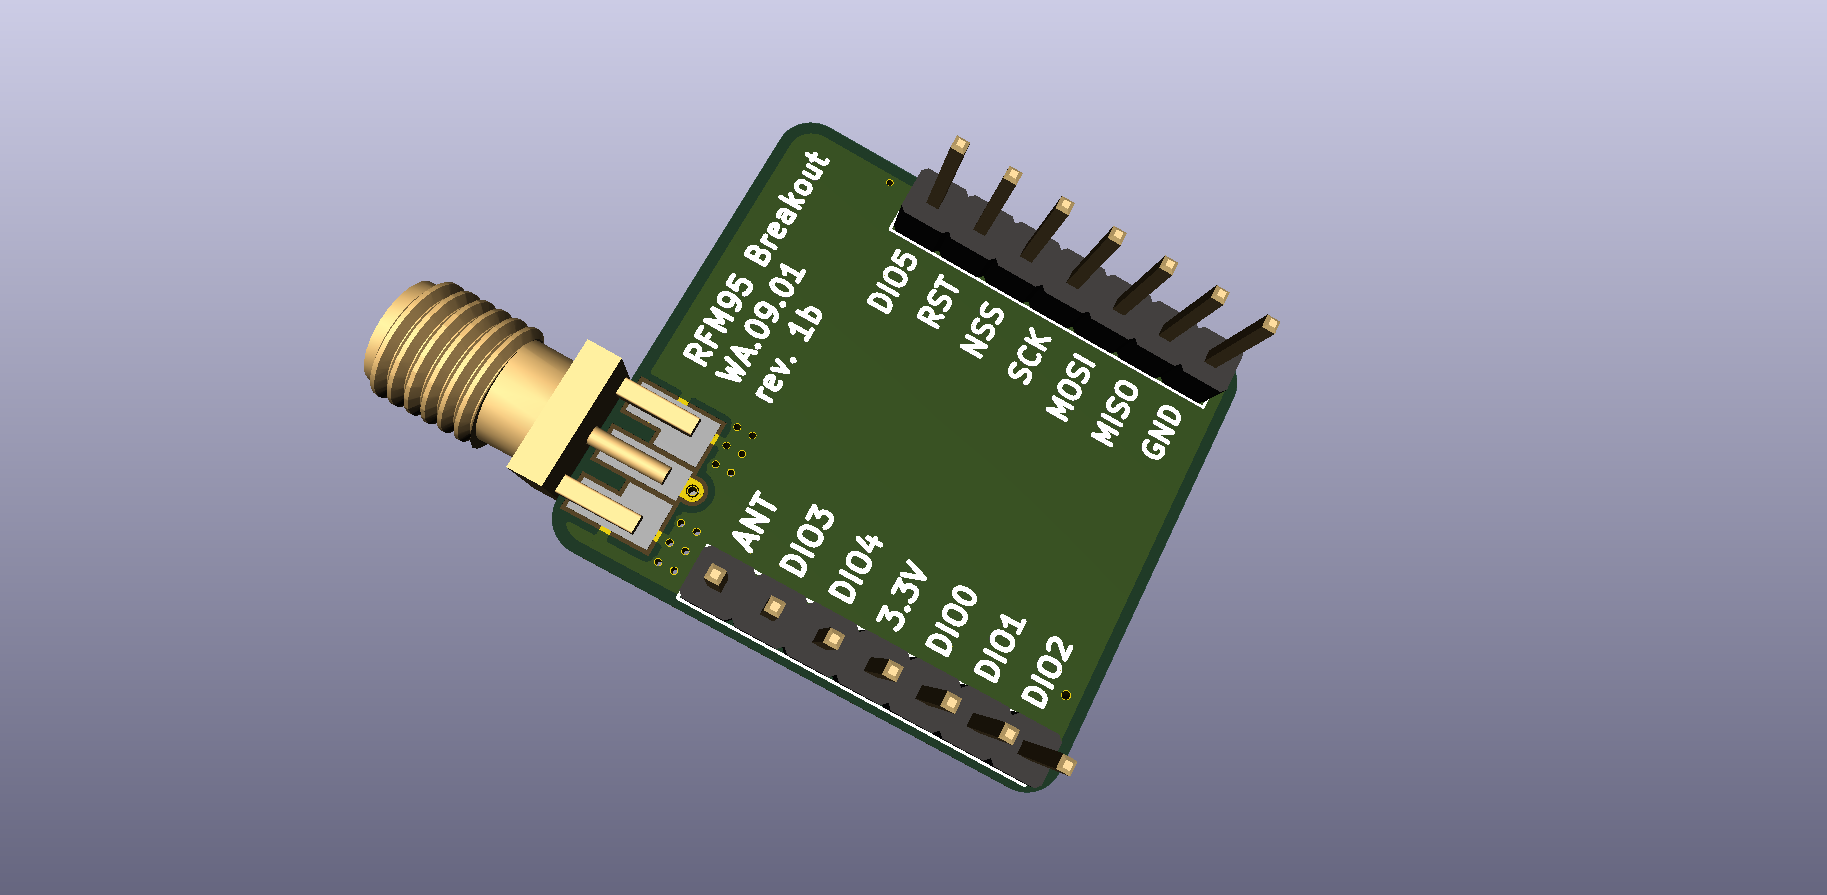 RFM95 Breakout
WA.09.01
rev. 1b
DIO5
RST
NSS
SCK
MOSI
MISO
GND
ANT
DIO3
DIO4
3.3V
DIO0
DIO1
DIO2